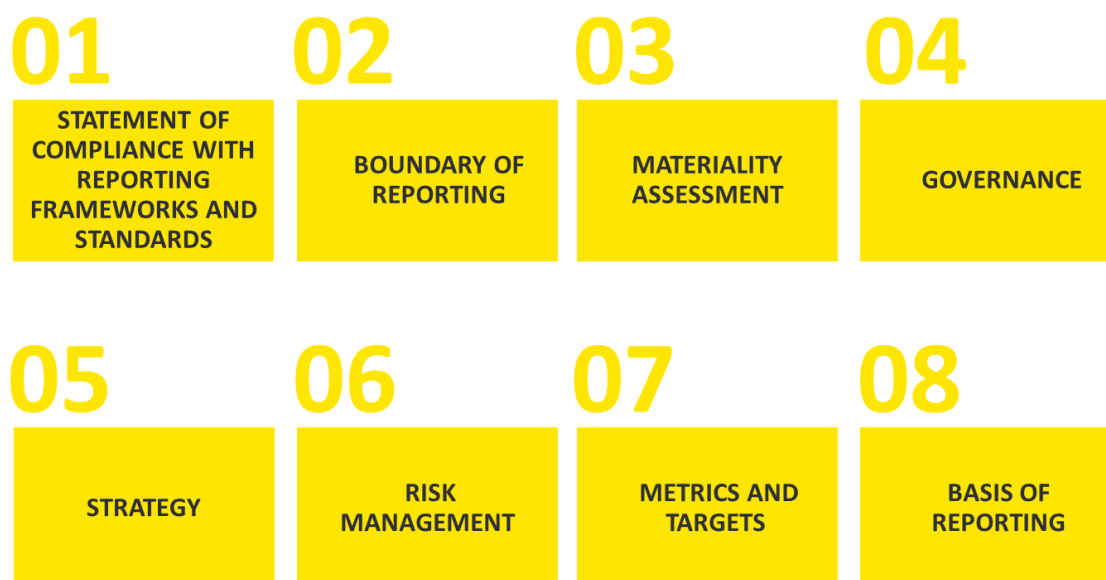 01
STATEMENT OF
COMPLIANCE WITH
REPORTING
FRAMEWORKS AND
STANDARDS
02
BOUNDARY OF
REPORTING
03
MATERIALITY
ASSESSMENT
04
GOVERNANCE
05
STRATEGY
06
RISK
MANAGEMENT
07
METRICS AND
TARGETS
08
BASIS OF
REPORTING